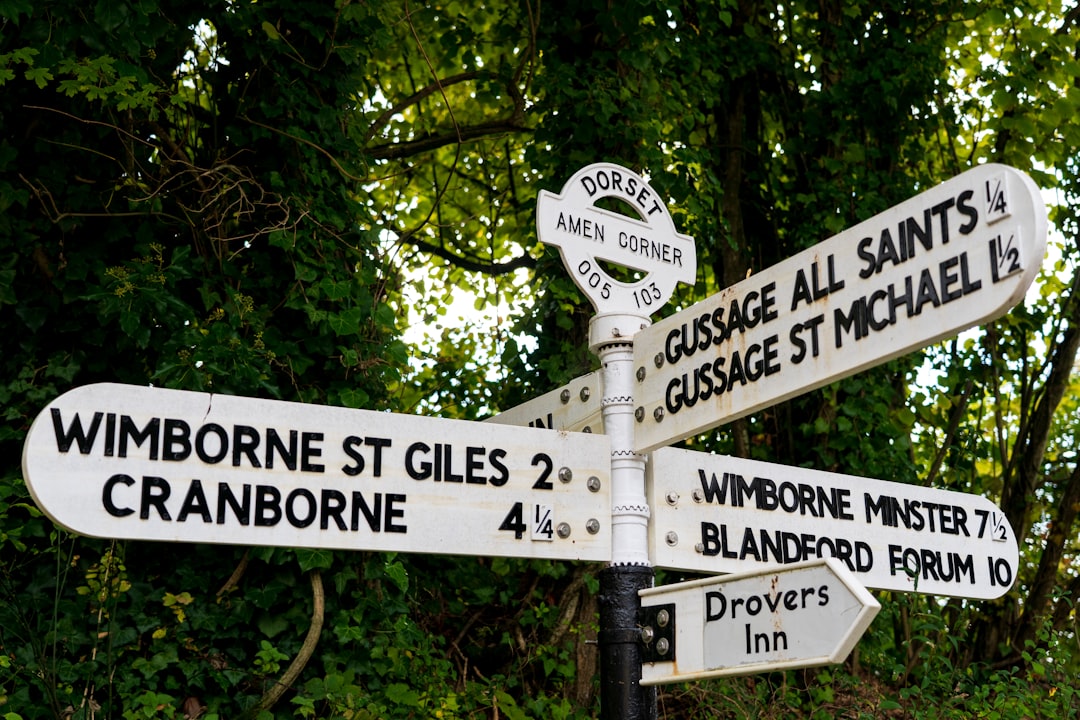 DORSET
AMEN CORNER
005 103
GUSSAGE ALL SAINTS ¼
GUSSAGE ST MICHAEL 1½
WIMBORNE ST GILES 2
CRANBORNE 4¼
WIMBORNE MINSTER 7½
BLANDFORD FORUM 10
Drovers
Inn